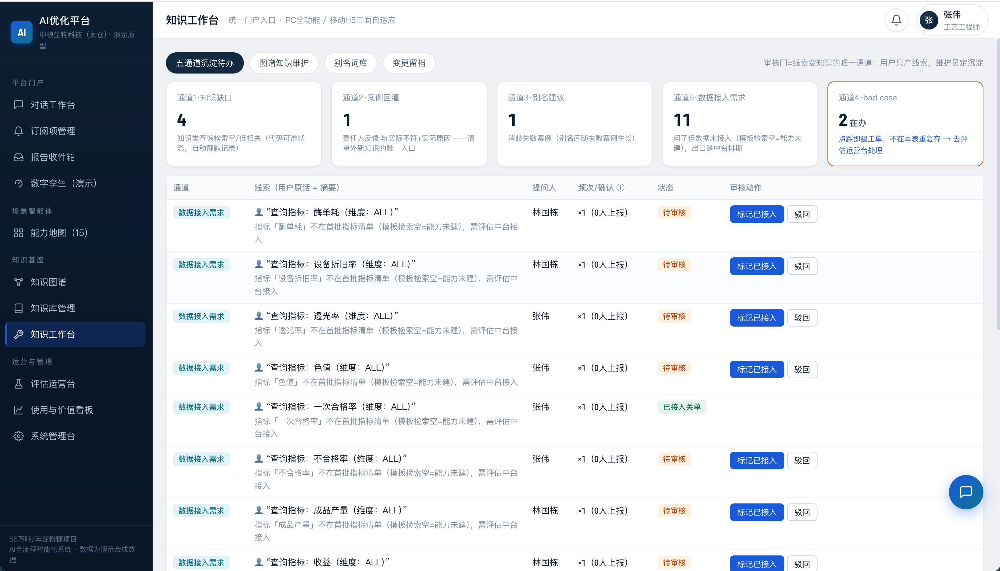 AI
AI优化平台
中粮生物科技（太仓）· 演示原
型
平台门户
对话工作台
订阅项管理
报告收件箱
数字孪生（演示）
场景智能体
能力地图（15）
知识基座
知识图谱
知识库管理
知识工作台
运营与管理
评估运营台
使用与价值看板
系统管理台
55万吨/年淀粉糖项目
AI全流程智能化系统 · 数据为演示合成数
据
知识工作台 统一门户入口 · PC全功能 / 移动H5三面自适应
张
张伟
工艺工程师
五通道沉淀待办 图谱知识维护 别名词库 变更留档
审核门=线索变知识的唯一通道：用户只产线索，维护员定沉淀
通道1·知识缺口
4
知识类查询检索空/低相关（代码可辨状
态，自动静默记录）
通道2·案例回灌
1
责任人反馈'与实际不符+实际原因'——清
单外新知识的唯一入口
通道3·别名建议
1
消歧失败案例（别名库随失败案例生长）
通道5·数据接入需求
11
问了但数据未接入（模板检索空=能力未
建），出口是中台排期
通道4·bad case
2 在办
点踩即建工单，不在本表重复存 → 去评
估运营台处理
通道 线索（用户原话 + 摘要） 提问人 频次/确认 状态 审核动作
数据接入需求 “查询指标：酶单耗（维度：ALL）” 林国栋 ×1（0人上报） 待审核 标记已接入 驳回
指标「酶单耗」不在首批指标清单（模板检索空=能力未建），需评估中台接
入
数据接入需求 “查询指标：设备折旧率（维度：ALL）” 林国栋 ×1（0人上报） 待审核 标记已接入 驳回
指标「设备折旧率」不在首批指标清单（模板检索空=能力未建），需评估中
台接入
数据接入需求 “查询指标：透光率（维度：ALL）” 张伟 ×1（0人上报） 待审核 标记已接入 驳回
指标「透光率」不在首批指标清单（模板检索空=能力未建），需评估中台接
入
数据接入需求 “查询指标：色值（维度：ALL）” 张伟 ×1（0人上报） 待审核 标记已接入 驳回
指标「色值」不在首批指标清单（模板检索空=能力未建），需评估中台接入
数据接入需求 “查询指标：一次合格率（维度：ALL）” 张伟 ×1（0人上报） 已接入关单
指标「一次合格率」不在首批指标清单（模板检索空=能力未建），需评估中
台接入
数据接入需求 “查询指标：不合格率（维度：ALL）” 张伟 ×1（0人上报） 待审核 标记已接入 驳回
指标「不合格率」不在首批指标清单（模板检索空=能力未建），需评估中台
接入
数据接入需求 “查询指标：成品产量（维度：ALL）” 林国栋 ×1（0人上报） 待审核 标记已接入 驳回
指标「成品产量」不在首批指标清单（模板检索空=能力未建），需评估中台
接入
数据接入需求 “查询指标：收益（维度：ALL）” 林国栋 ×1（0人上报） 待审核 标记已接入 驳回